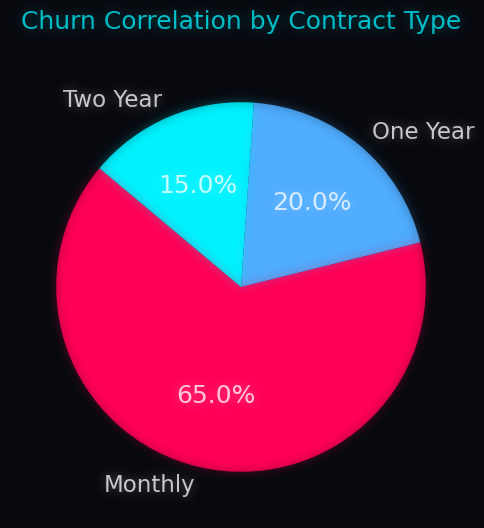 Churn Correlation by Contract Type
Two Year
One Year
15.0%
20.0%
65.0%
Monthly